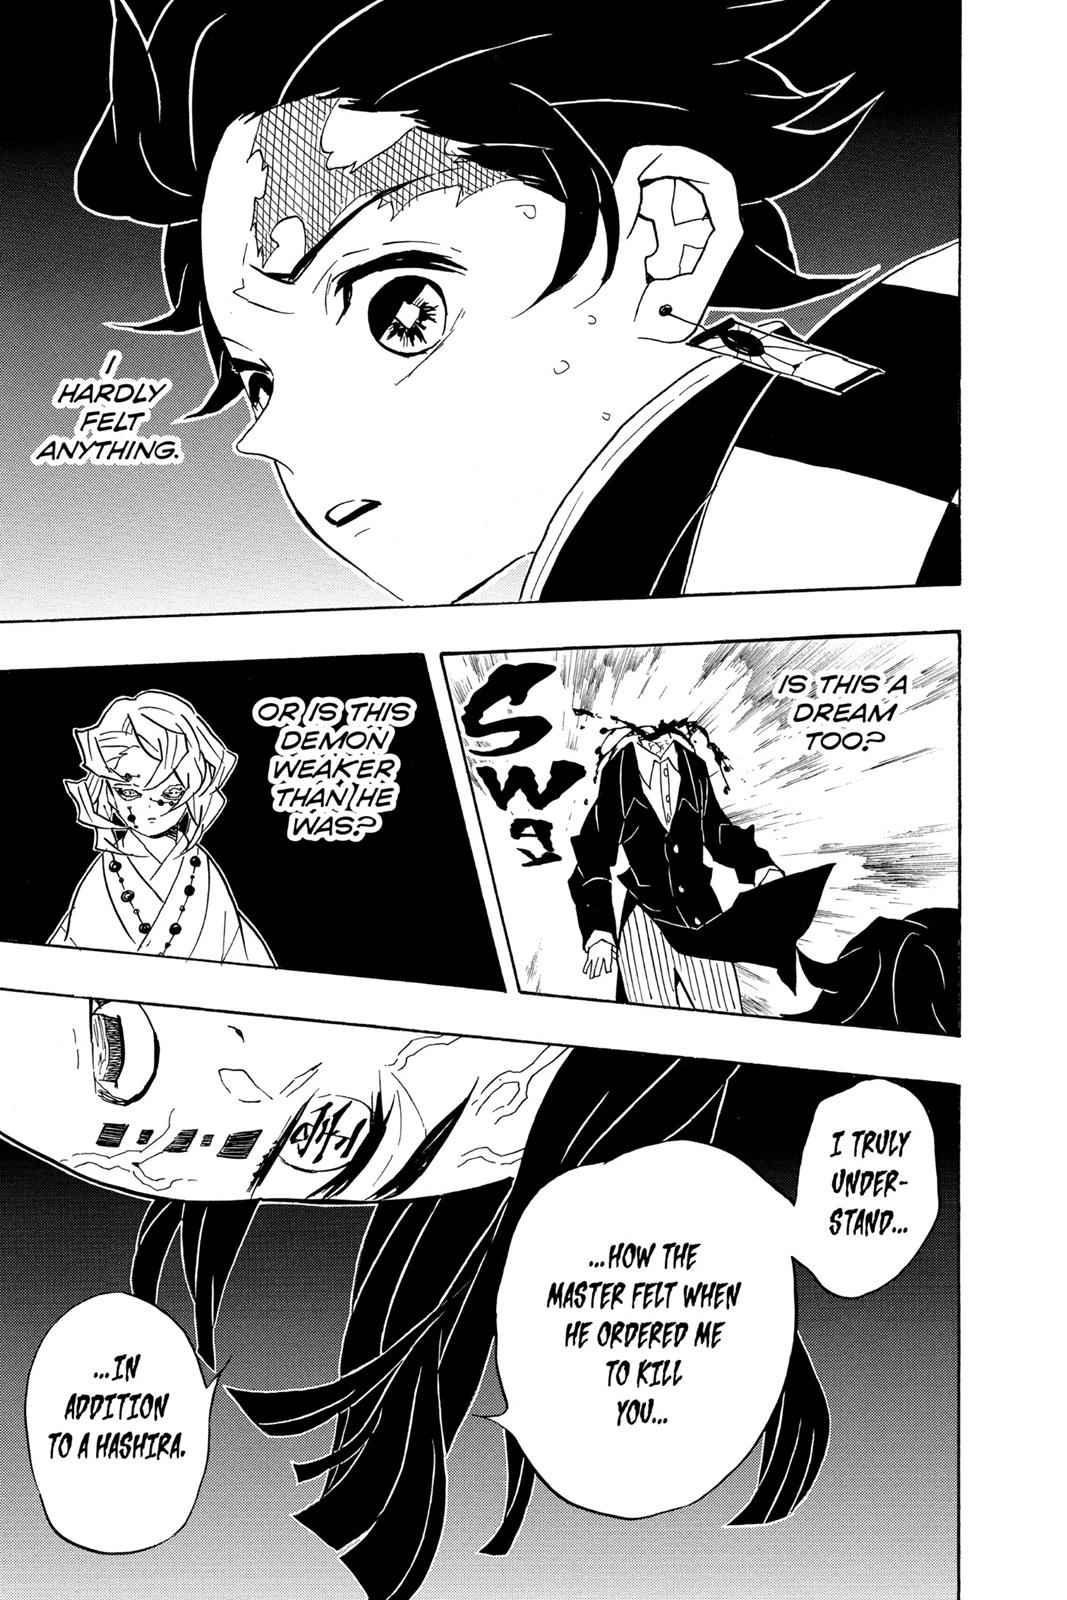 I
HARDLY
FELT
ANYTHING.
IS THIS A
DREAM
TOO?
SWA
OR IS THIS
DEMON
WEAKER
THAN HE
WAS?
I TRULY
UNDER-
STAND...
...HOW THE
MASTER FELT WHEN
HE ORDERED ME
TO KILL
YOU...
...IN
ADDITION
TO A HASHIRA.